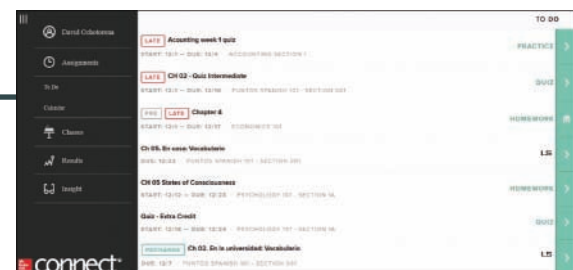 TO DO
David Collatorona
Assignments
To Do
Calendar
Classes
Results
Insight
connect
LATE Acounting week 1 quiz
START: 12/1 – DUE: 12/4 ACCOUNTING SECTION 1
PRACTICE
LATE CH 02 - Quiz Intermediate
START: 12/1 – DUE: 12/16 PUNTOS SPANISH 101 - SECTION 001
QUIZ
PRE LATE Chapter 4
START: 12/1 – DUE: 12/17 ECONOMICS 101
HOMEWORK
Ch 05. En casa: Vocabulario
DUE: 12/22 PUNTOS SPANISH 101 - SECTION 001
LS
CH 05 States of Consciousness
START: 12/12 – DUE: 12/23 PSYCHOLOGY 101 - SECTION 1A
HOMEWORK
Quiz - Extra Credit
START: 12/16 – DUE: 12/24 PSYCHOLOGY 101 - SECTION 1A
QUIZ
RECHARGE Ch 02. En la universidad: Vocabulario
DUE: 12/7 PUNTOS SPANISH 101 - SECTION 001
LS